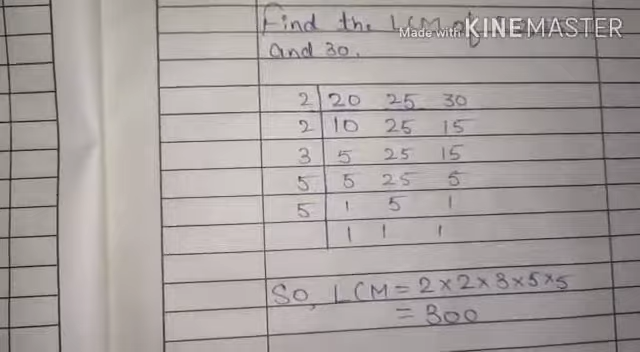 Find the LCM of
Made with KINEMASTER
and 30.
2 20 25 30
2 10 25 15
3 5 25 15
5 5 25 5
5 1 5 1
1 1 1
So, LCM = 2×2×3×5×5
= 300